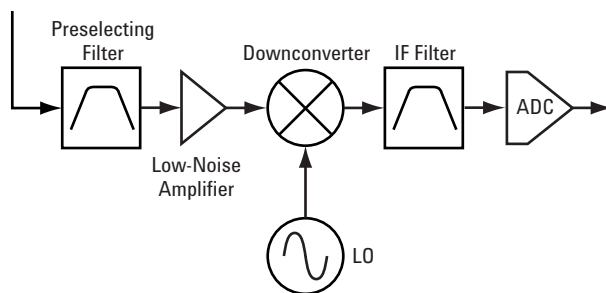 Preselecting
Filter
Downconverter
IF Filter
ADC
Low-Noise
Amplifier
LO